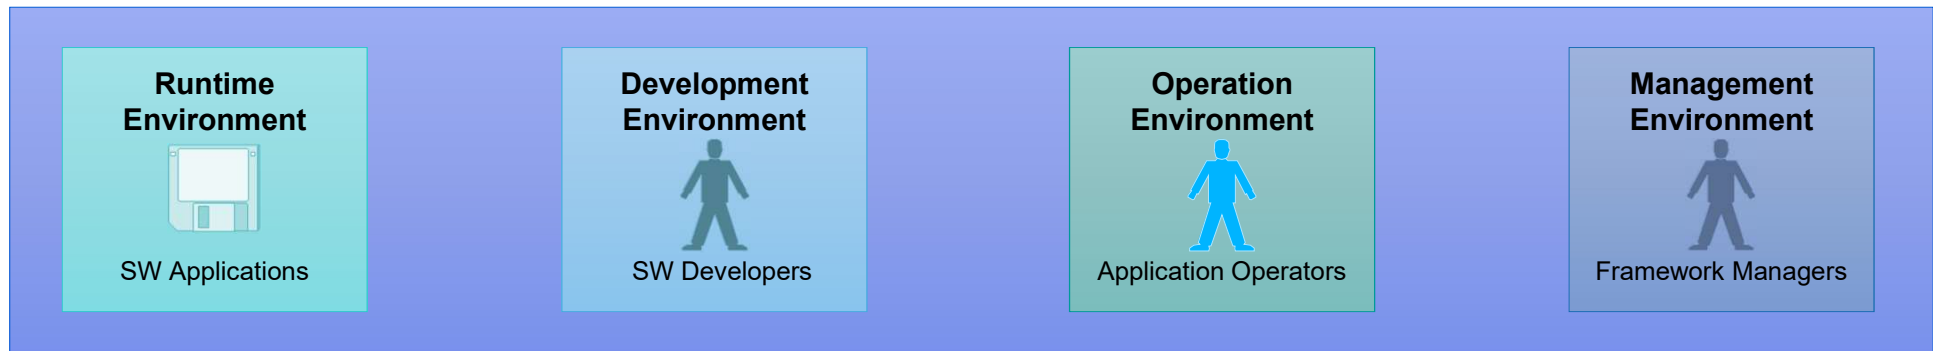 Runtime
Environment
SW Applications
Development
Environment
SW Developers
Operation
Environment
Application Operators
Management
Environment
Framework Managers